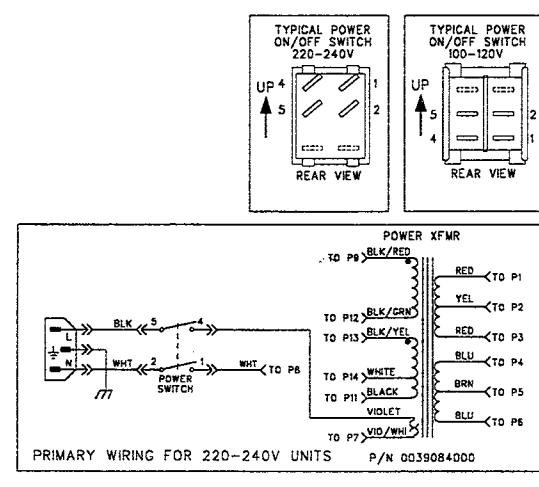 TYPICAL POWER
ON/OFF SWITCH
220-240V
UP
4
1
5
2
REAR VIEW
TYPICAL POWER
ON/OFF SWITCH
100-120V
UP
5
2
4
1
REAR VIEW
POWER XFMR
TO P9 BLK/RED
RED TO P1
YEL TO P2
TO P12 BLK/GRN
RED TO P3
TO P13 BLK/YEL
BLU TO P4
L BLK 5 4
N WHT 2 1 WHT TO P8
POWER
SWITCH
TO P14 WHITE
BRN TO P5
TO P11 BLACK
VIOLET
BLU TO P6
TO P7 VIO/WHI
PRIMARY WIRING FOR 220-240V UNITS
P/N 0039084000